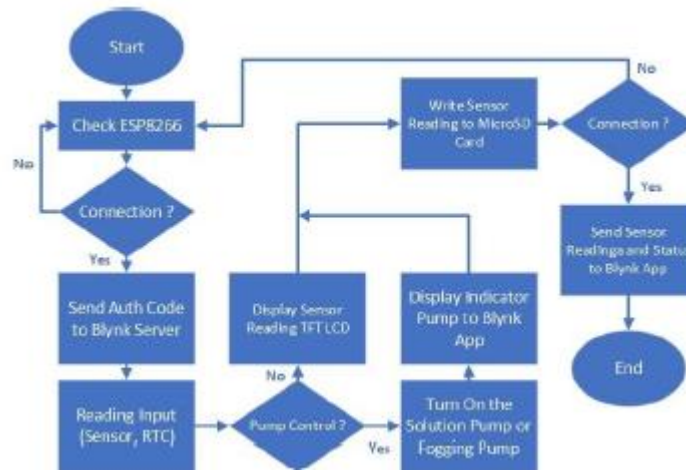 Start
Check ESP8266
No
Connection ?
Yes
Send Auth Code
to Blynk Server
Reading Input
(Sensor, RTC)
Pump Control ?
No
Display Sensor
Reading TFT LCD
Yes
Turn On the
Solution Pump or
Fogging Pump
Display Indicator
Pump to Blynk
App
Write Sensor
Reading to MicroSD
Card
Connection ?
No
Yes
Send Sensor
Readings and Status
to Blynk App
End